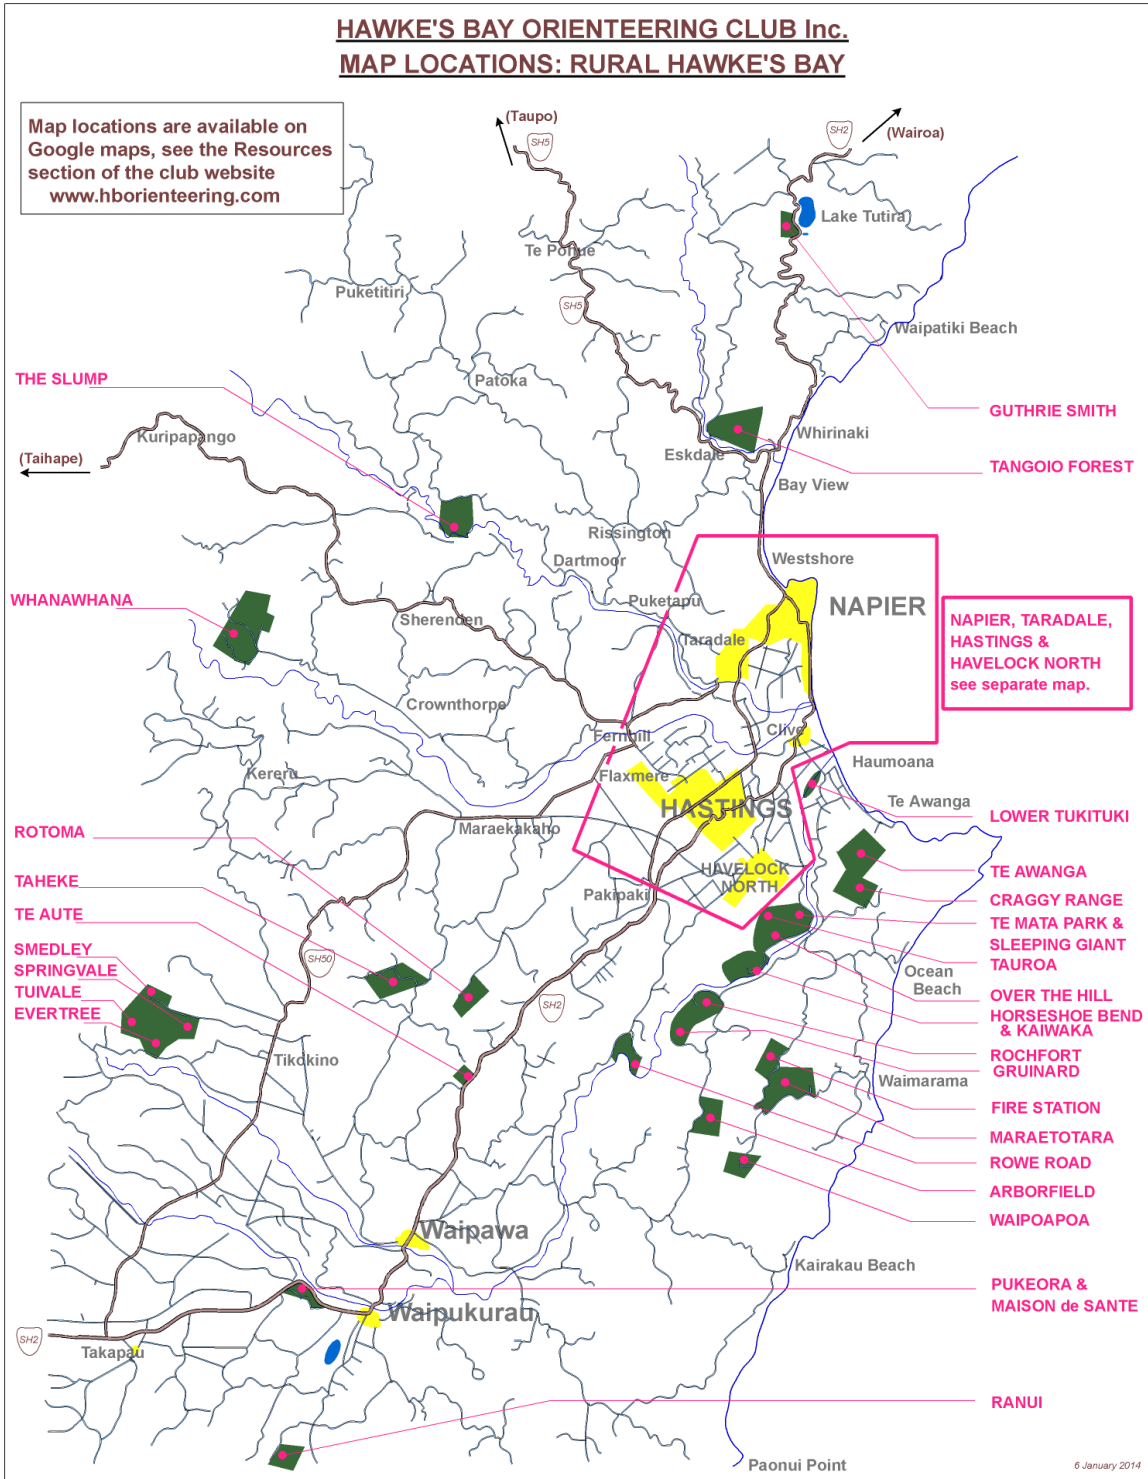 HAWKE'S BAY ORIENTEERING CLUB Inc.
MAP LOCATIONS: RURAL HAWKE'S BAY
Map locations are available on
Google maps, see the Resources
section of the club website
www.hborienteering.com
(Taupo)
SH5
SH2
(Wairoa)
Lake Tutira
Te Pohue
Puketitiri
SH5
Waipatiki Beach
THE SLUMP
Patoka
GUTHRIE SMITH
Kuripapango
Whirinaki
(Taihape)
Eskdale
TANGOIO FOREST
Bay View
Rissington
Dartmoor
Westshore
WHANAWHANA
Puketapu
NAPIER
Sherenden
Taradale
NAPIER, TARADALE,
HASTINGS &
HAVELOCK NORTH
see separate map.
Crownthorpe
Fernhill
Clive
Haumoana
Kereru
Flaxmere
Te Awanga
HASTINGS
LOWER TUKITUKI
ROTOMA
Maraekakaho
TAHEKE
HAVELOCK
NORTH
TE AWANGA
Pakipaki
CRAGGY RANGE
TE AUTE
TE MATA PARK &
SLEEPING GIANT
SMEDLEY
SH50
TAUROA
SPRINGVALE
Ocean
Beach
TUIVALE
SH2
OVER THE HILL
EVERTREE
HORSESHOE BEND
& KAIWAKA
Tikokino
ROCHFORT
GRUINARD
Waimarama
FIRE STATION
MARAETOTARA
ROWE ROAD
ARBORFIELD
WAIPOAPOA
Waipawa
Kairakau Beach
PUKEORA &
MAISON de SANTE
Waipukurau
SH2
Takapau
RANUI
Paonui Point
6 January 2014